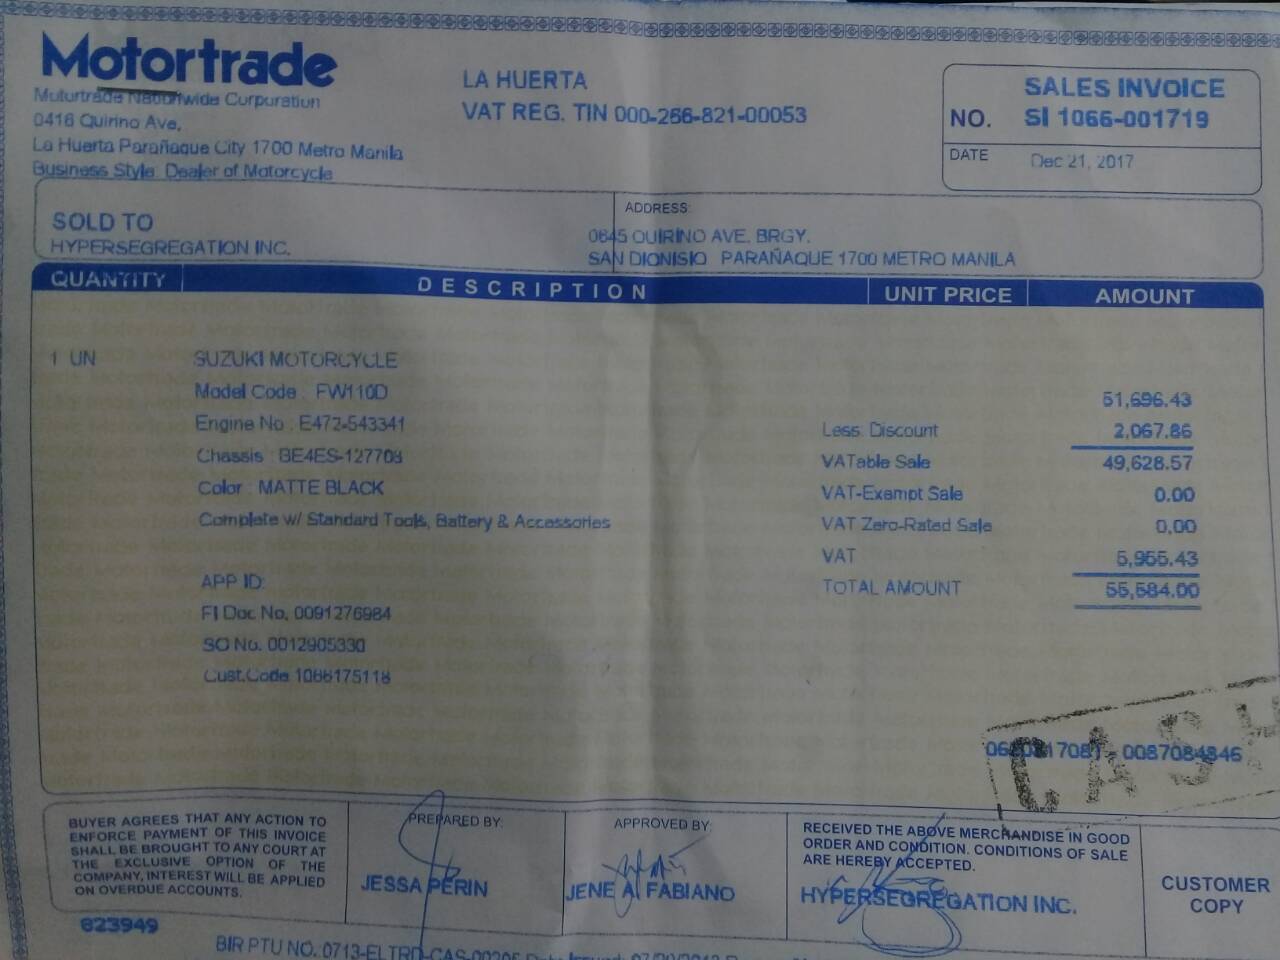 Motortrade
Motortrade Nationwide Corporation
0416 Quirino Ave,
La Huerta Parañaque City 1700 Metro Manila
Business Style: Dealer of Motorcycle
LA HUERTA
VAT REG. TIN 000-266-821-00053
SALES INVOICE
NO. SI 1066-001719
DATE Dec 21, 2017
SOLD TO
HYPERSEGREGATION INC.
ADDRESS:
0645 QUIRINO AVE. BRGY.
SAN DIONISIO PARAÑAQUE 1700 METRO MANILA
QUANTITY DESCRIPTION UNIT PRICE AMOUNT
1 UN SUZUKI MOTORCYCLE
Model Code : FW110D
51,696.43
Engine No : E472-543341
Less: Discount 2,067.86
Chassis : BE4ES-127709
VATable Sale 49,628.57
Color : MATTE BLACK
VAT-Exempt Sale 0.00
Complete w/ Standard Tools, Battery & Accessories
VAT Zero-Rated Sale 0.00
VAT 5,955.43
TOTAL AMOUNT 55,584.00
APP ID:
FI Doc No. 0091276984
SO No. 0012905330
Cust.Code 1066175118
CASH
0087084846
BUYER AGREES THAT ANY ACTION TO
ENFORCE PAYMENT OF THIS INVOICE
SHALL BE BROUGHT TO ANY COURT AT
THE EXCLUSIVE OPTION OF THE
COMPANY, INTEREST WILL BE APPLIED
ON OVERDUE ACCOUNTS.
PREPARED BY:
JESSA PERIN
APPROVED BY:
JENE A. FABIANO
RECEIVED THE ABOVE MERCHANDISE IN GOOD
ORDER AND CONDITION. CONDITIONS OF SALE
ARE HEREBY ACCEPTED.
HYPERSEGREGATION INC.
CUSTOMER
COPY
823949
BIR PTU NO. 0713-ELTRD-CAS-00205